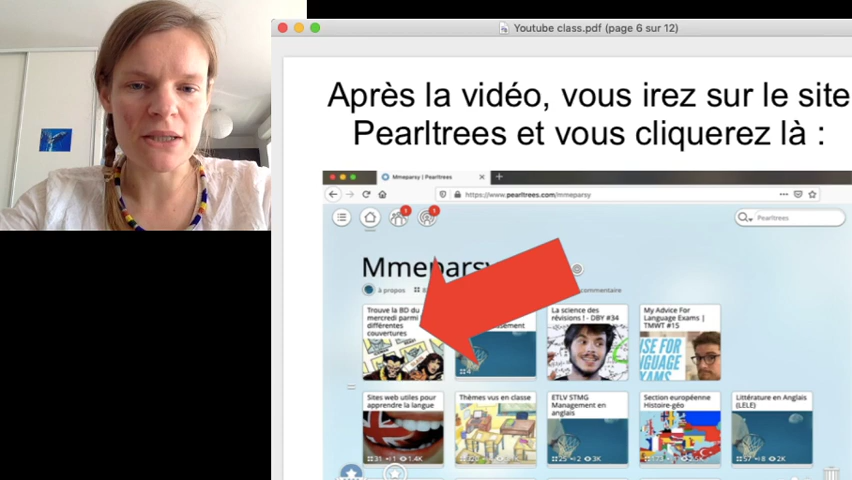 Youtube class.pdf (page 6 sur 12)
Après la vidéo, vous irez sur le site
Pearltrees et vous cliquerez là :
Mmeparsy | Pearltrees
https://www.pearltrees.com/mmeparsy
Pearltrees
Mmeparsy
à propos
commentaire
Trouve la BD du
mercredi parmi
différentes
couvertures
La science des
révisions ! - DBY #34
My Advice For
Language Exams |
TMWT #15
Sites web utiles pour
apprendre la langue
Thèmes vus en classe
ETLV STMG
Management en
anglais
Section européenne
Histoire-géo
Littérature en Anglais
(LELE)